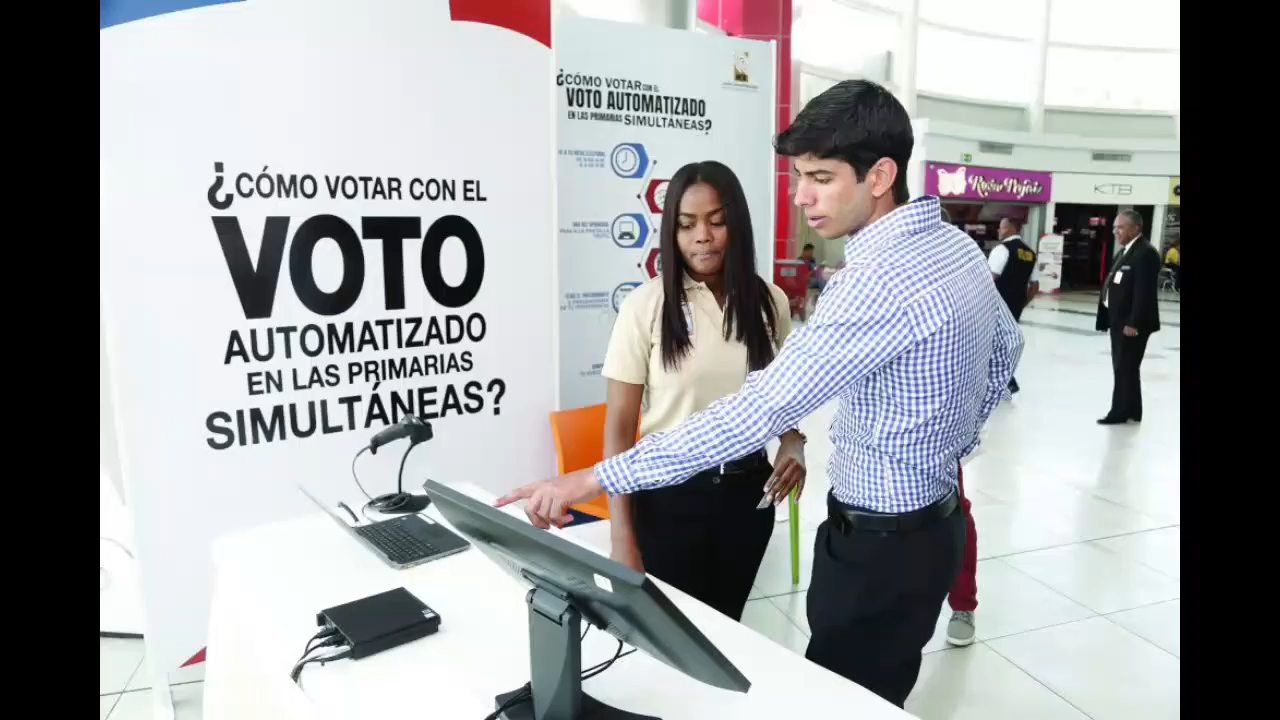 ¿CÓMO VOTAR CON EL
VOTO
AUTOMATIZADO
EN LAS PRIMARIAS
SIMULTÁNEAS?
¿CÓMO VOTAR CON EL
VOTO AUTOMATIZADO
EN LAS PRIMARIAS SIMULTÁNEAS?
KTB